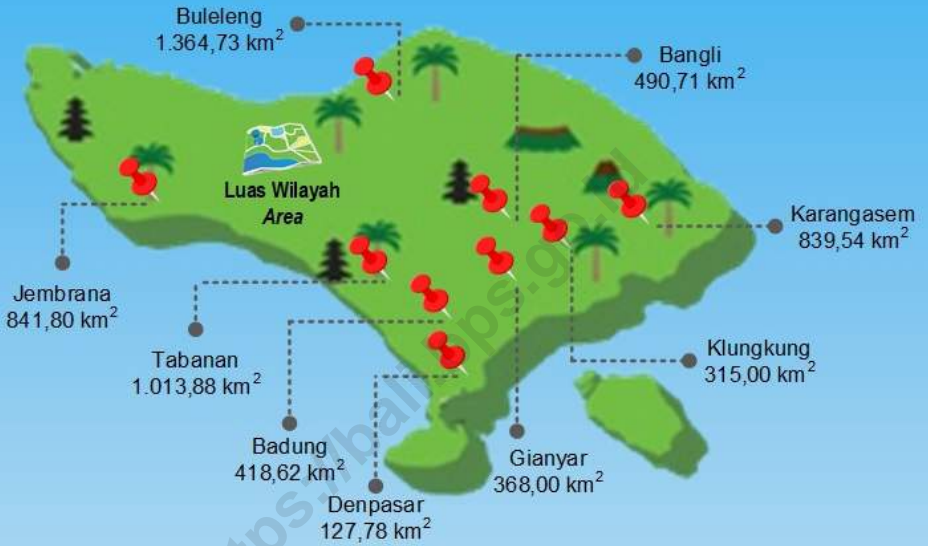 Buleleng
1.364,73 km²
Bangli
490,71 km²
Luas Wilayah
Area
Karangasem
839,54 km²
Jembrana
841,80 km²
Tabanan
1.013,88 km²
Klungkung
315,00 km²
Badung
418,62 km²
Gianyar
368,00 km²
Denpasar
127,78 km²